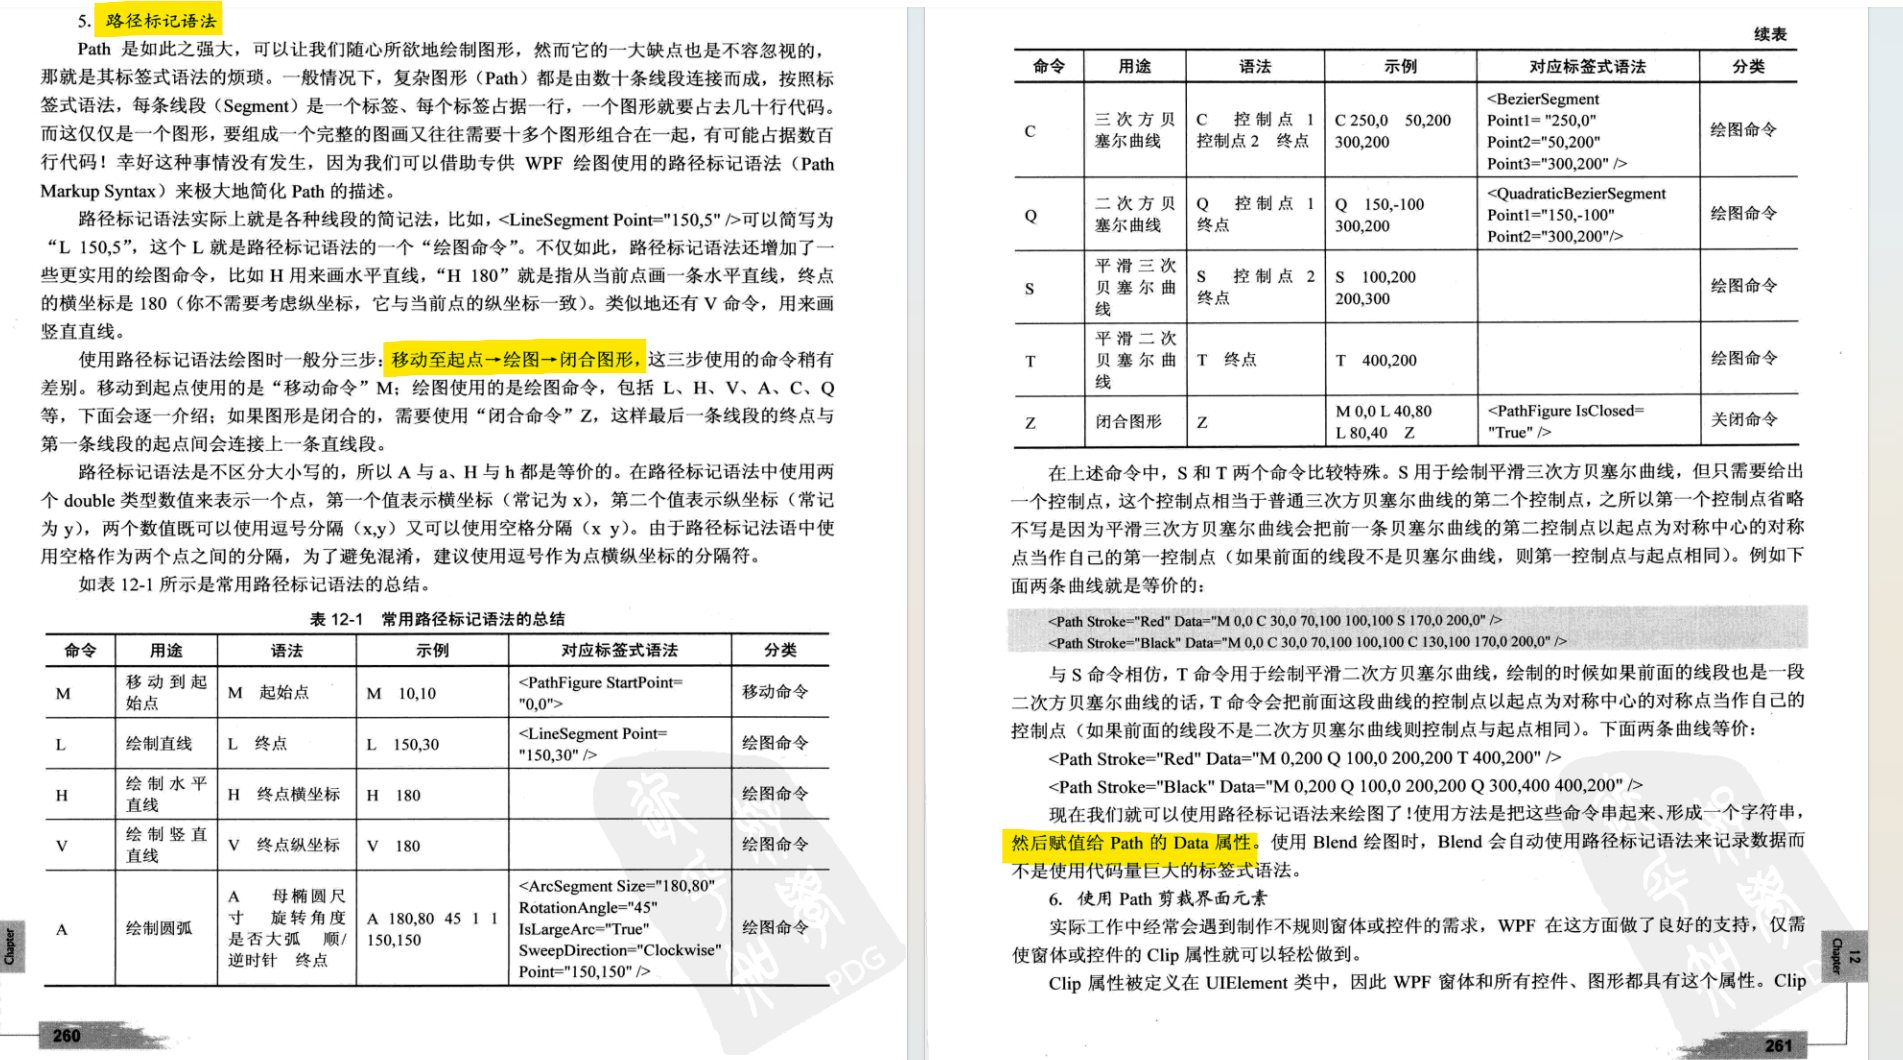 5. 路径标记语法
Path 是如此之强大，可以让我们随心所欲地绘制图形，然而它的一大缺点也是不容忽视的，
那就是其标签式语法的烦琐。一般情况下，复杂图形（Path）都是由数十条线段连接而成，按照标
签式语法，每条线段（Segment）是一个标签、每个标签占据一行，一个图形就要占去几十行代码。
而这仅仅是一个图形，要组成一个完整的图画又往往需要十多个图形组合在一起，有可能占据数百
行代码！幸好这种事情没有发生，因为我们可以借助专供 WPF 绘图使用的路径标记语法（Path
Markup Syntax）来极大地简化 Path 的描述。
路径标记语法实际上就是各种线段的简记法，比如，<LineSegment Point="150,5" />可以简写为
“L 150,5”，这个 L 就是路径标记语法的一个“绘图命令”。不仅如此，路径标记语法还增加了一
些更实用的绘图命令，比如 H 用来画水平直线，“H 180”就是指从当前点画一条水平直线，终点
的横坐标是 180（你不需要考虑纵坐标，它与当前点的纵坐标一致）。类似地还有 V 命令，用来画
竖直直线。
使用路径标记语法绘图时一般分三步：移动至起点→绘图→闭合图形，这三步使用的命令稍有
差别。移动到起点使用的是“移动命令”M；绘图使用的是绘图命令，包括 L、H、V、A、C、Q
等，下面会逐一介绍；如果图形是闭合的，需要使用“闭合命令”Z，这样最后一条线段的终点与
第一条线段的起点间会连接上一条直线段。
路径标记语法是不区分大小写的，所以 A 与 a、H 与 h 都是等价的。在路径标记语法中使用两
个 double 类型数值来表示一个点，第一个值表示横坐标（常记为 x），第二个值表示纵坐标（常记
为 y），两个数值既可以使用逗号分隔（x,y）又可以使用空格分隔（x y）。由于路径标记法语中使
用空格作为两个点之间的分隔，为了避免混淆，建议使用逗号作为点横纵坐标的分隔符。
如表 12-1 所示是常用路径标记语法的总结。
表 12-1 常用路径标记语法的总结
命令 用途 语法 示例 对应标签式语法 分类
M 移动到起始点 M 起始点 M 10,10 <PathFigure StartPoint="0,0"> 移动命令
L 绘制直线 L 终点 L 150,30 <LineSegment Point="150,30" /> 绘图命令
H 绘制水平直线 H 终点横坐标 H 180 绘图命令
V 绘制竖直直线 V 终点纵坐标 V 180 绘图命令
A 绘制圆弧 A 母椭圆尺寸 旋转角度 是否大弧 顺/逆时针 终点 A 180,80 45 1 1 150,150 <ArcSegment Size="180,80" RotationAngle="45" IsLargeArc="True" SweepDirection="Clockwise" Point="150,150" /> 绘图命令
Chapter
260
续表
命令 用途 语法 示例 对应标签式语法 分类
C 三次方贝塞尔曲线 C 控制点 1 控制点 2 终点 C 250,0 50,200 300,200 <BezierSegment Point1= "250,0" Point2="50,200" Point3="300,200" /> 绘图命令
Q 二次方贝塞尔曲线 Q 控制点 1 终点 Q 150,-100 300,200 <QuadraticBezierSegment Point1="150,-100" Point2="300,200"/> 绘图命令
S 平滑三次贝塞尔曲线 S 控制点 2 终点 S 100,200 200,300 绘图命令
T 平滑二次贝塞尔曲线 T 终点 T 400,200 绘图命令
Z 闭合图形 Z M 0,0 L 40,80 L 80,40 Z <PathFigure IsClosed="True" /> 关闭命令
在上述命令中，S 和 T 两个命令比较特殊。S 用于绘制平滑三次方贝塞尔曲线，但只需要给出
一个控制点，这个控制点相当于普通三次方贝塞尔曲线的第二个控制点，之所以第一个控制点省略
不写是因为平滑三次方贝塞尔曲线会把前一条贝塞尔曲线的第二控制点以起点为对称中心的对称
点当作自己的第一控制点（如果前面的线段不是贝塞尔曲线，则第一控制点与起点相同）。例如下
面两条曲线就是等价的：
<Path Stroke="Red" Data="M 0,0 C 30,0 70,100 100,100 S 170,0 200,0" />
<Path Stroke="Black" Data="M 0,0 C 30,0 70,100 100,100 C 130,100 170,0 200,0" />
与 S 命令相仿，T 命令用于绘制平滑二次方贝塞尔曲线，绘制的时候如果前面的线段也是一段
二次方贝塞尔曲线的话，T 命令会把前面这段曲线的控制点以起点为对称中心的对称点当作自己的
控制点（如果前面的线段不是二次方贝塞尔曲线则控制点与起点相同）。下面两条曲线等价：
<Path Stroke="Red" Data="M 0,200 Q 100,0 200,200 T 400,200" />
<Path Stroke="Black" Data="M 0,200 Q 100,0 200,200 Q 300,400 400,200" />
现在我们就可以使用路径标记语法来绘图了！使用方法是把这些命令串起来、形成一个字符串，
然后赋值给 Path 的 Data 属性。使用 Blend 绘图时，Blend 会自动使用路径标记语法来记录数据而
不是使用代码量巨大的标签式语法。
6. 使用 Path 剪裁界面元素
实际工作中经常会遇到制作不规则窗体或控件的需求，WPF 在这方面做了良好的支持，仅需
使窗体或控件的 Clip 属性就可以轻松做到。
Clip 属性被定义在 UIElement 类中，因此 WPF 窗体和所有控件、图形都具有这个属性。Clip
12
Chapter
261
PDG